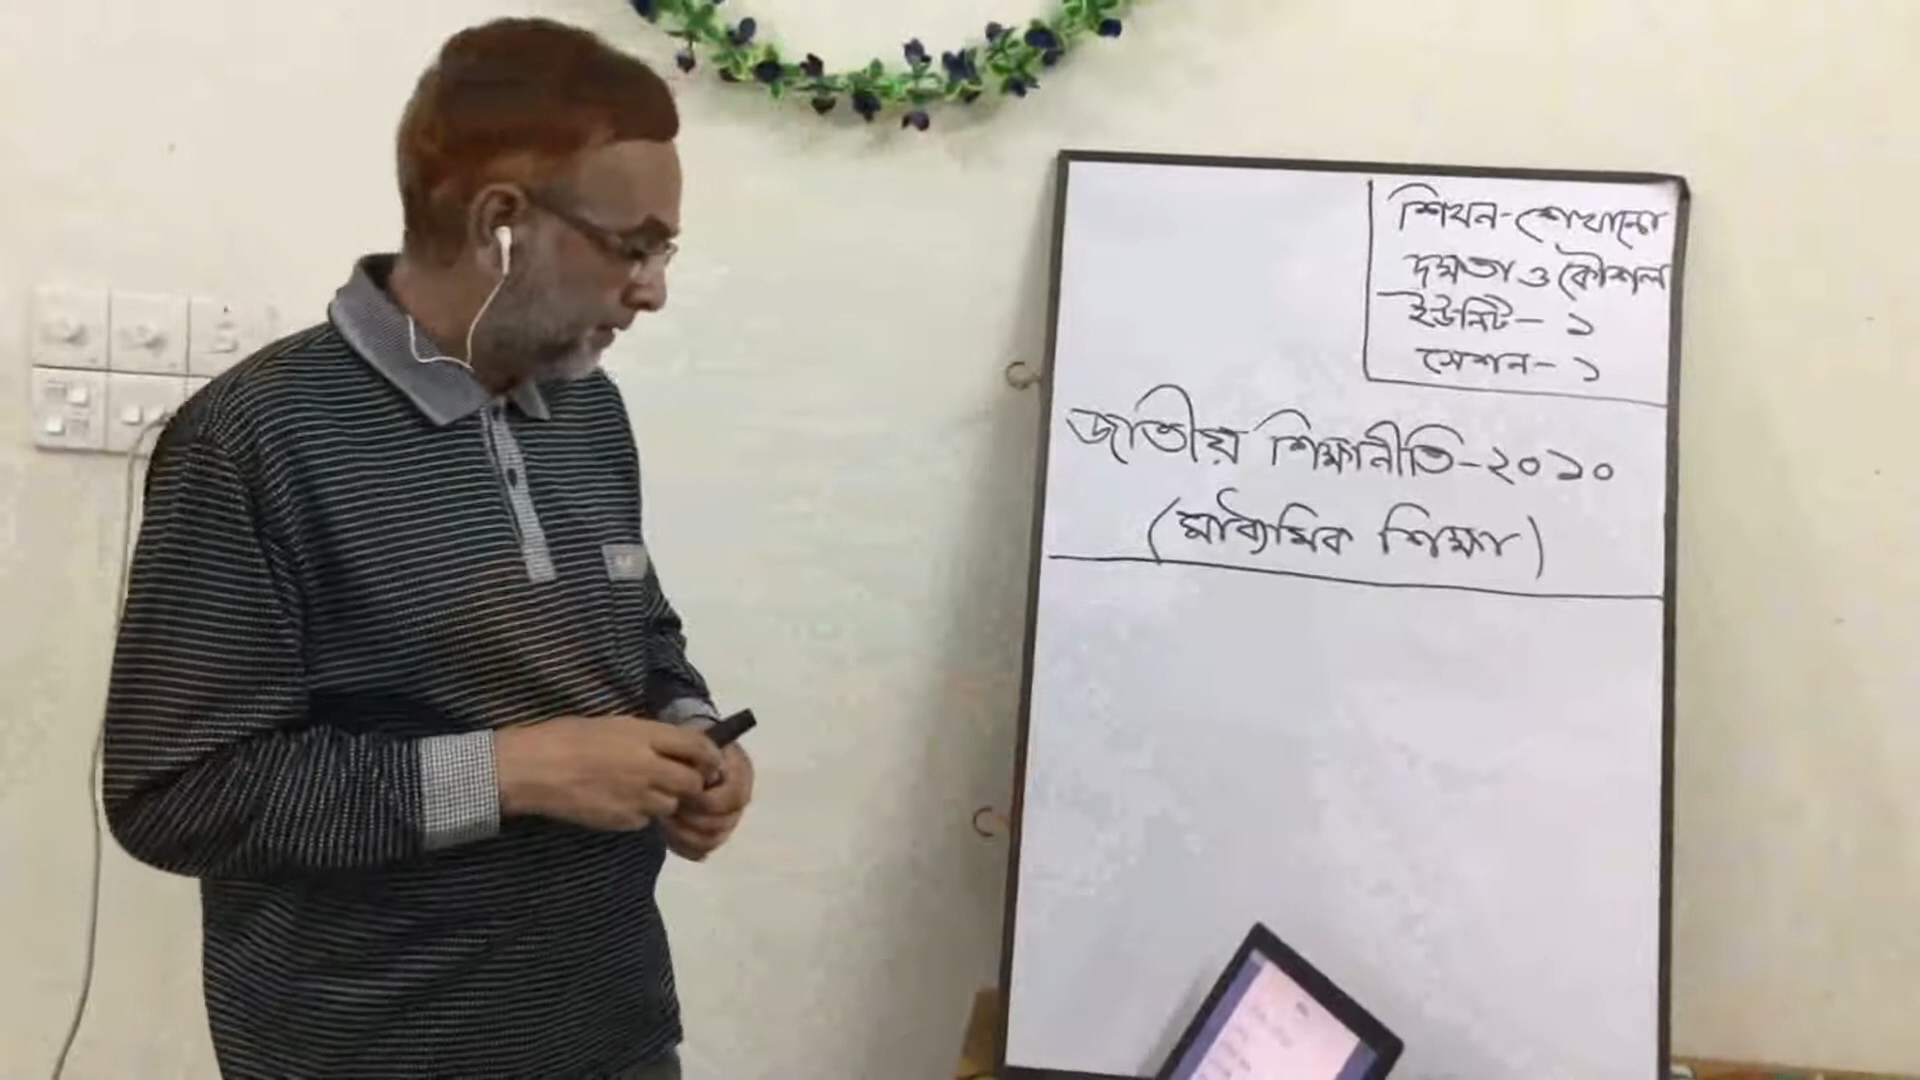 শিখন-শেখানো
দক্ষতা ও কৌশল
ইউনিট - ১
সেশন - ১
জাতীয় শিক্ষানীতি-২০১০
(মাধ্যমিক শিক্ষা)